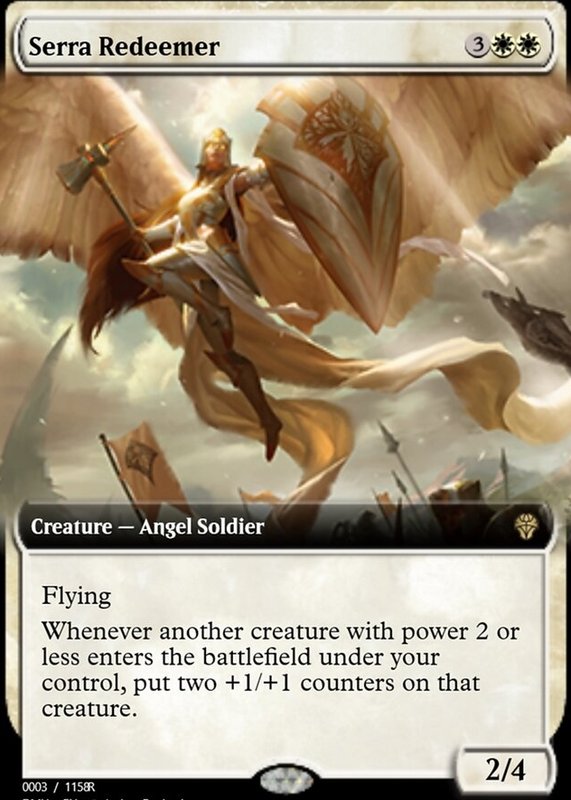 Serra Redeemer 3
Creature — Angel Soldier
Flying
Whenever another creature with power 2 or
less enters the battlefield under your
control, put two +1/+1 counters on that
creature.
2/4
0003 / 1158R